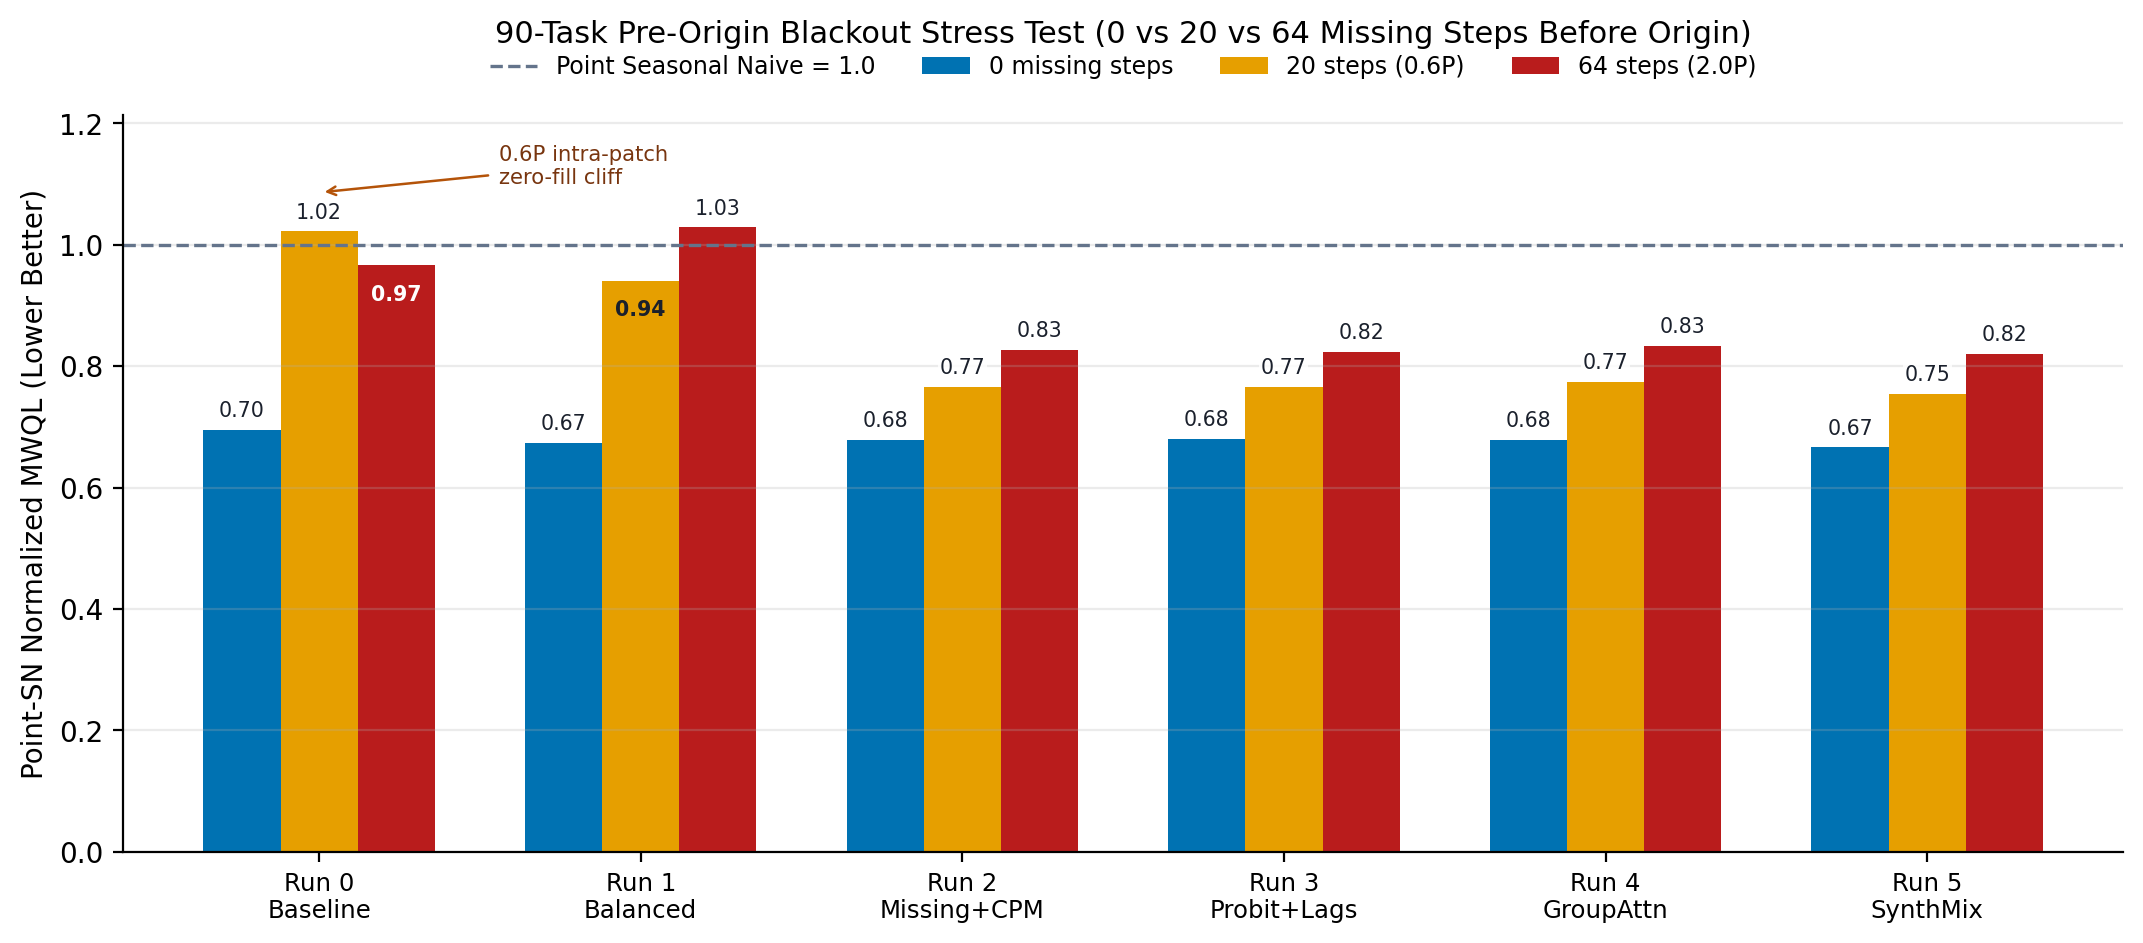 90-Task Pre-Origin Blackout Stress Test (0 vs 20 vs 64 Missing Steps Before Origin)
Point Seasonal Naive = 1.0
0 missing steps
20 steps (0.6P)
64 steps (2.0P)
Point-SN Normalized MWQL (Lower Better)
1.2
1.0
0.8
0.6
0.4
0.2
0.0
0.6P intra-patch
zero-fill cliff
0.70
1.02
0.97
0.67
0.94
1.03
0.68
0.77
0.83
0.68
0.77
0.82
0.68
0.77
0.83
0.67
0.75
0.82
Run 0
Baseline
Run 1
Balanced
Run 2
Missing+CPM
Run 3
Probit+Lags
Run 4
GroupAttn
Run 5
SynthMix